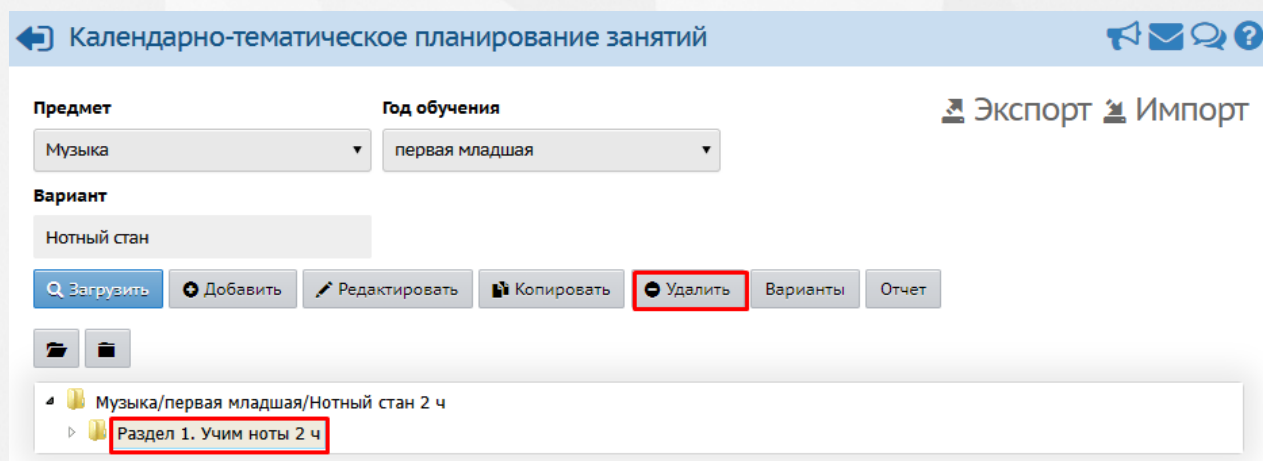 Календарно-тематическое планирование занятий
Предмет
Год обучения
Экспорт
Импорт
Музыка
первая младшая
Вариант
Нотный стан
Загрузить
Добавить
Редактировать
Копировать
Удалить
Варианты
Отчет
Музыка/первая младшая/Нотный стан 2 ч
Раздел 1. Учим ноты 2 ч